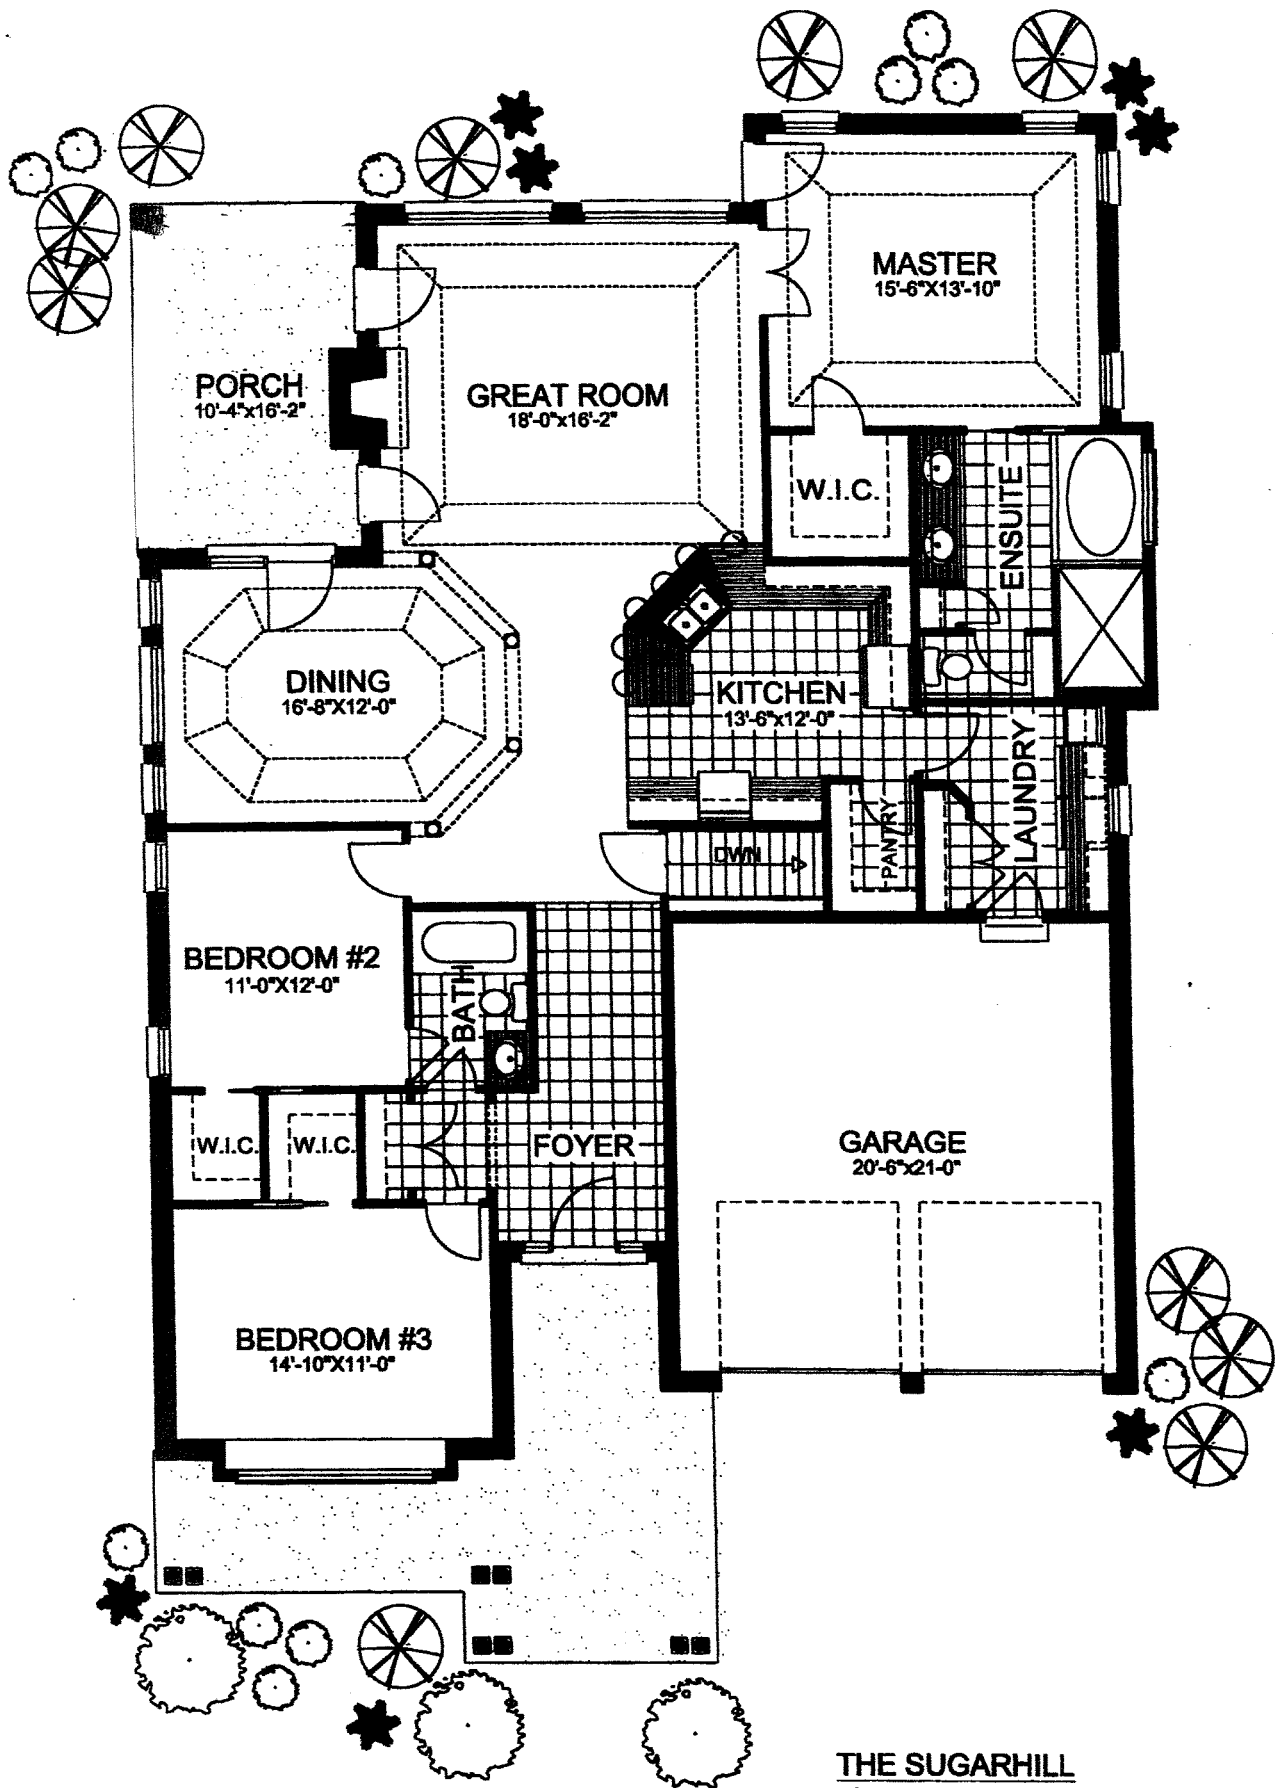 MASTER
15'-6"X13'-10"
PORCH
10'-4"x16'-2"
GREAT ROOM
18'-0"x16'-2"
W.I.C.
ENSUITE
DINING
16'-8"X12'-0"
KITCHEN
13'-6"x12'-0"
LAUNDRY
PANTRY
DWN
BEDROOM #2
11'-0"X12'-0"
BATH
W.I.C.
W.I.C.
FOYER
GARAGE
20'-6"x21'-0"
BEDROOM #3
14'-10"X11'-0"
THE SUGARHILL